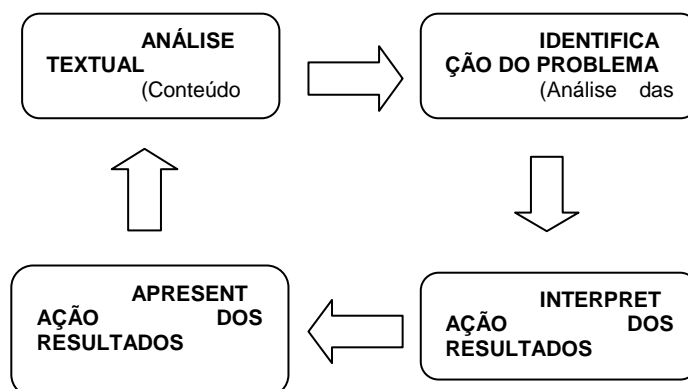 ANÁLISE
TEXTUAL
(Conteúdo
IDENTIFICA
ÇÃO DO PROBLEMA
(Análise das
APRESENT
AÇÃO DOS
RESULTADOS
INTERPRET
AÇÃO DOS
RESULTADOS